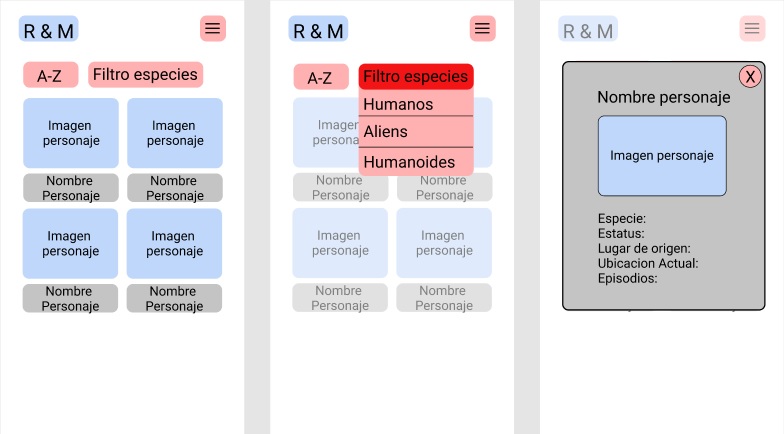 R & M
A-Z
Filtro especies
Imagen
personaje
Imagen
personaje
Nombre
Personaje
Nombre
Personaje
Imagen
personaje
Imagen
personaje
Nombre
Personaje
Nombre
Personaje
R & M
A-Z
Filtro especies
Humanos
Aliens
Humanoides
Imagen
persona
Nombre
Personaje
Nombre
Personaje
Imagen
personaje
Imagen
personaje
Nombre
Personaje
Nombre
Personaje
R & M
X
Nombre personaje
Imagen personaje
Especie:
Estatus:
Lugar de origen:
Ubicacion Actual:
Episodios: